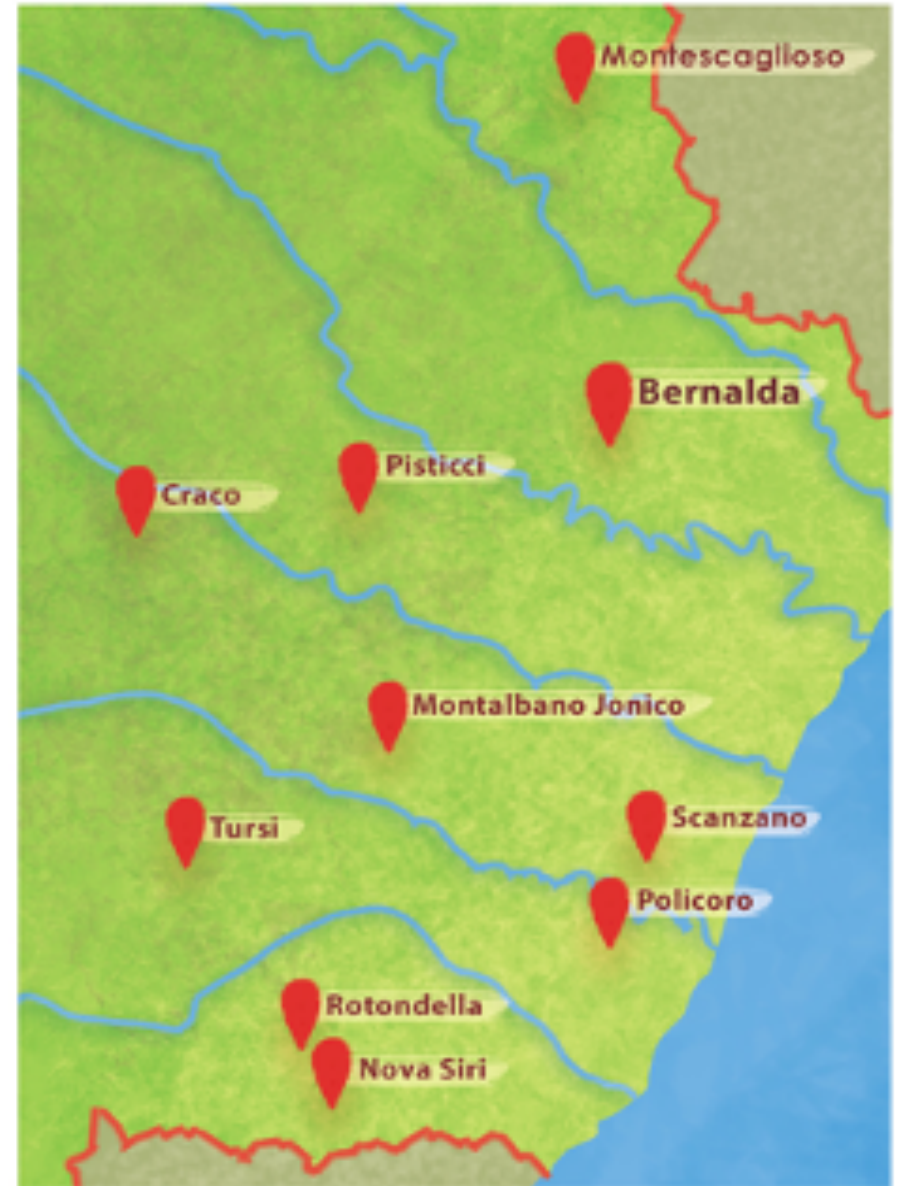 Montescaglioso
Bernalda
Pisticci
Craco
Montalbano Jonico
Scanzano
Tursi
Policoro
Rotondella
Nova Siri